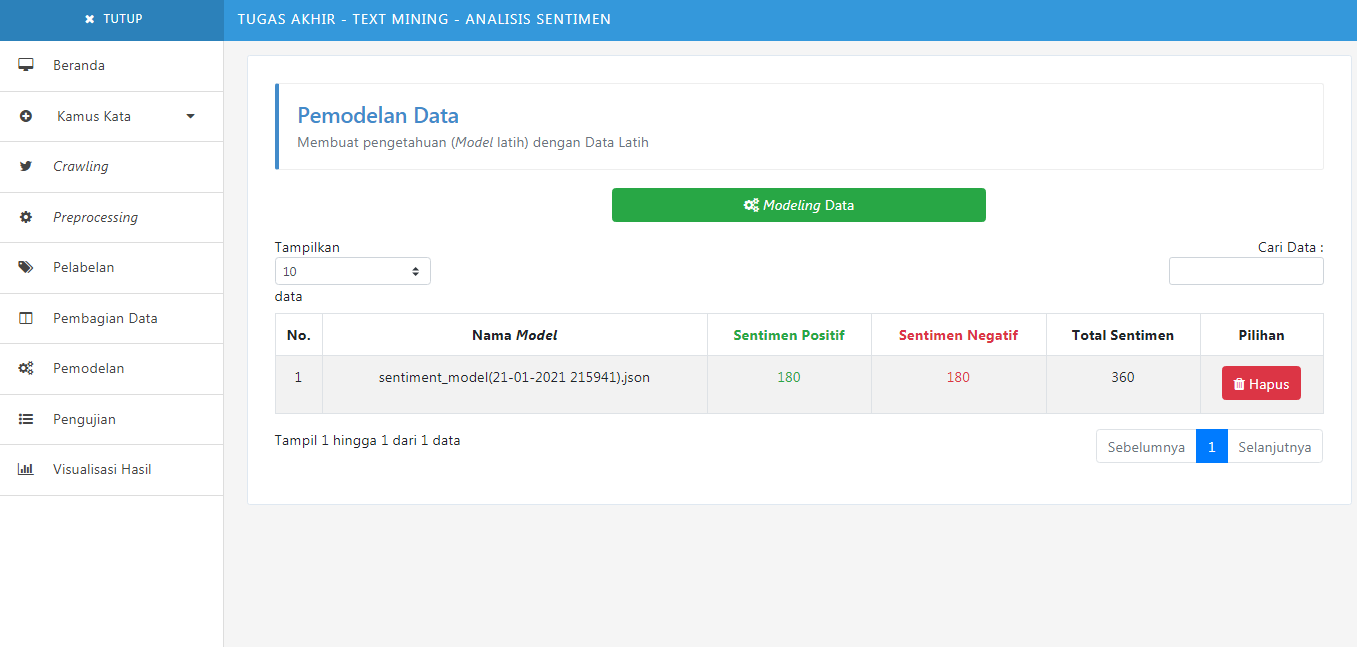 TUTUP
TUGAS AKHIR - TEXT MINING - ANALISIS SENTIMEN
Beranda
Kamus Kata
Crawling
Preprocessing
Pelabelan
Pembagian Data
Pemodelan
Pengujian
Visualisasi Hasil
Pemodelan Data
Membuat pengetahuan (Model latih) dengan Data Latih
Modeling Data
Tampilkan
10
data
Cari Data :
No. Nama Model Sentimen Positif Sentimen Negatif Total Sentimen Pilihan
1 sentiment_model(21-01-2021 215941).json 180 180 360 Hapus
Tampil 1 hingga 1 dari 1 data
Sebelumnya 1 Selanjutnya